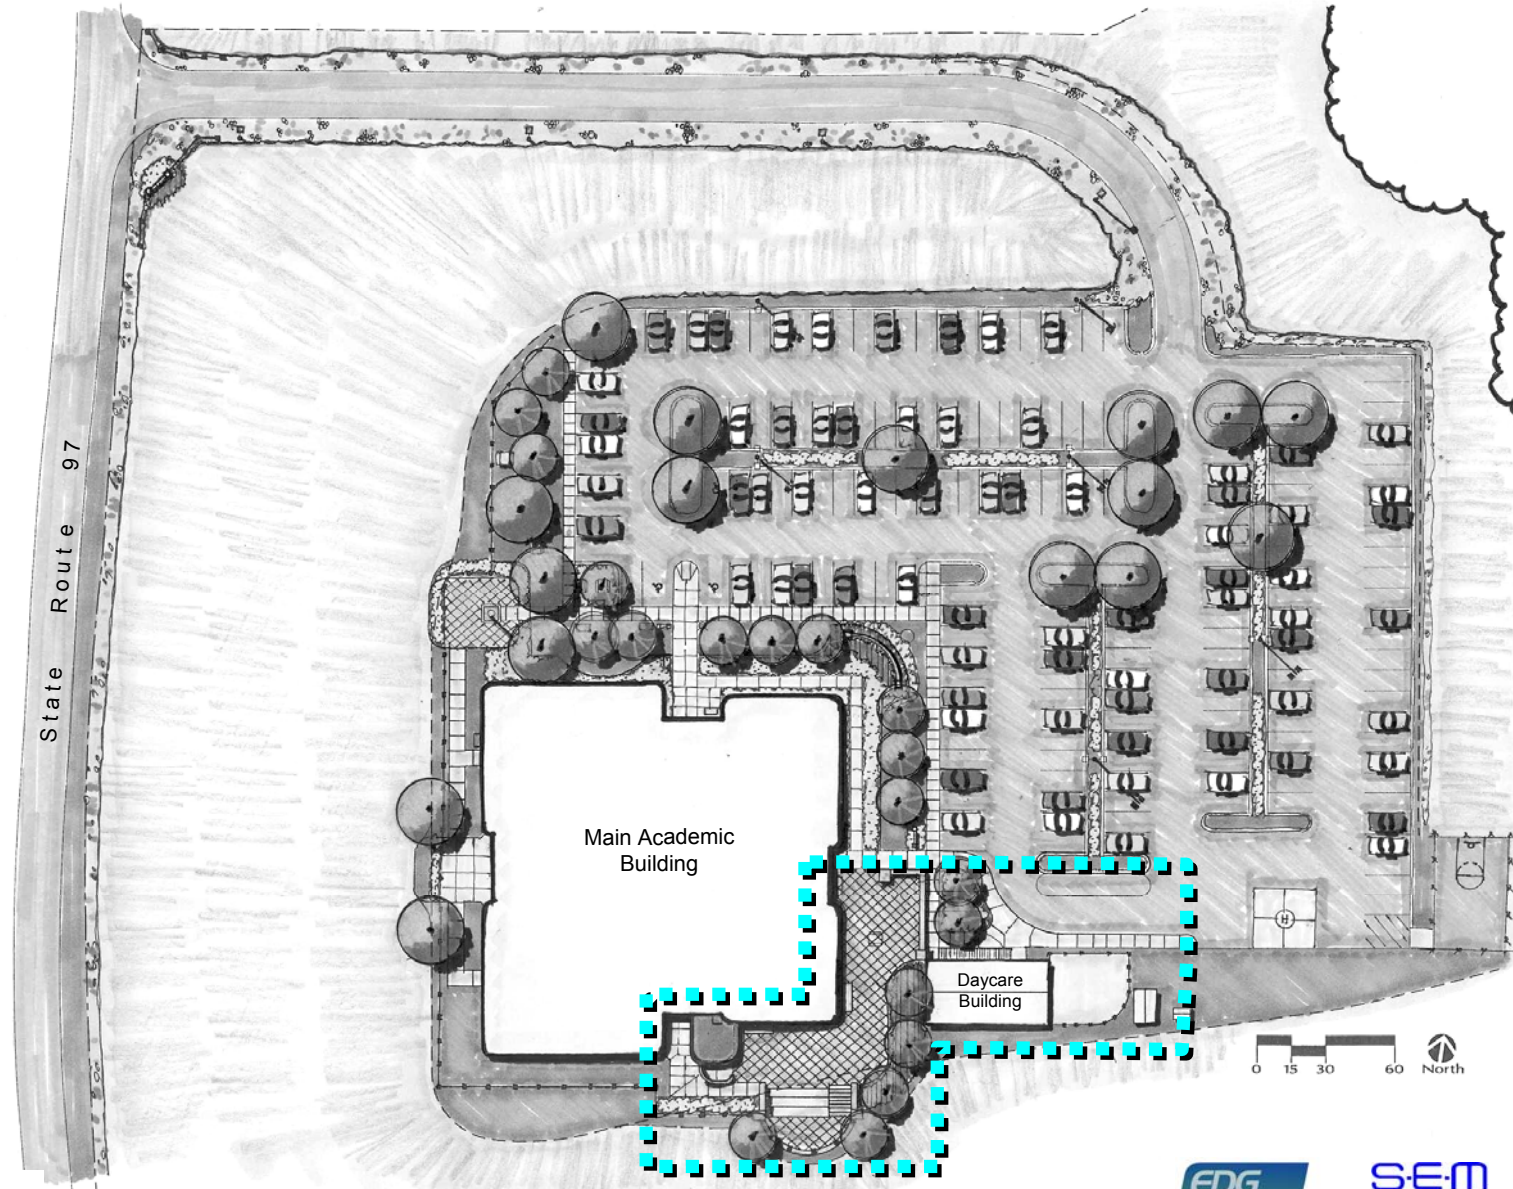 State Route 97
Main Academic
Building
H
Daycare
Building
0 15 30 60
North
EDG
S·E·M